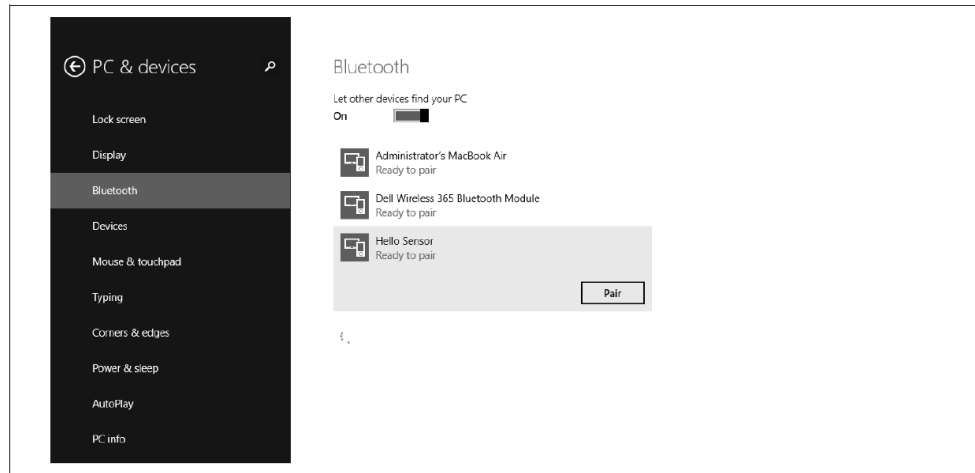 PC & devices
Lock screen
Display
Bluetooth
Devices
Mouse & touchpad
Typing
Corners & edges
Power & sleep
AutoPlay
PC info
Bluetooth
Let other devices find your PC
On
Administrator's MacBook Air
Ready to pair
Dell Wireless 365 Bluetooth Module
Ready to pair
Hello Sensor
Ready to pair
Pair